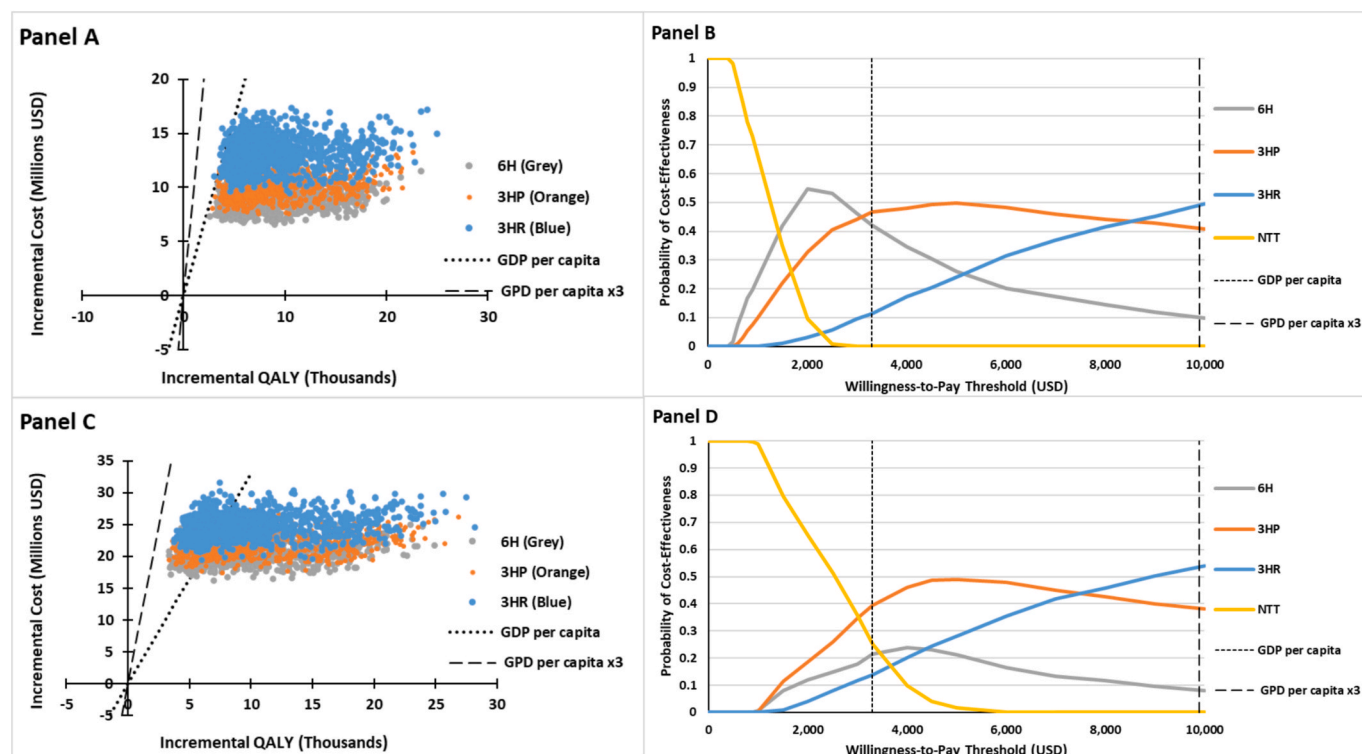 Panel A
Incremental Cost (Millions USD)
20
15
10
5
0
-5
-10
0
10
20
30
Incremental QALY (Thousands)
6H (Grey)
3HP (Orange)
3HR (Blue)
GDP per capita
GPD per capita x3
Panel B
Probability of Cost-Effectiveness
1
0.9
0.8
0.7
0.6
0.5
0.4
0.3
0.2
0.1
0
0
2,000
4,000
6,000
8,000
10,000
Willingness-to-Pay Threshold (USD)
6H
3HP
3HR
NTT
GDP per capita
GPD per capita x3
Panel C
Incremental Cost (Millions USD)
35
30
25
20
15
10
5
0
-5
-5
0
5
10
15
20
25
30
Incremental QALY (Thousands)
6H (Grey)
3HP (Orange)
3HR (Blue)
GDP per capita
GPD per capita x3
Panel D
Probability of Cost-Effectiveness
1
0.9
0.8
0.7
0.6
0.5
0.4
0.3
0.2
0.1
0
0
2,000
4,000
6,000
8,000
10,000
Willingness-to-Pay Threshold (USD)
6H
3HP
3HR
NTT
GDP per capita
GPD per capita x3